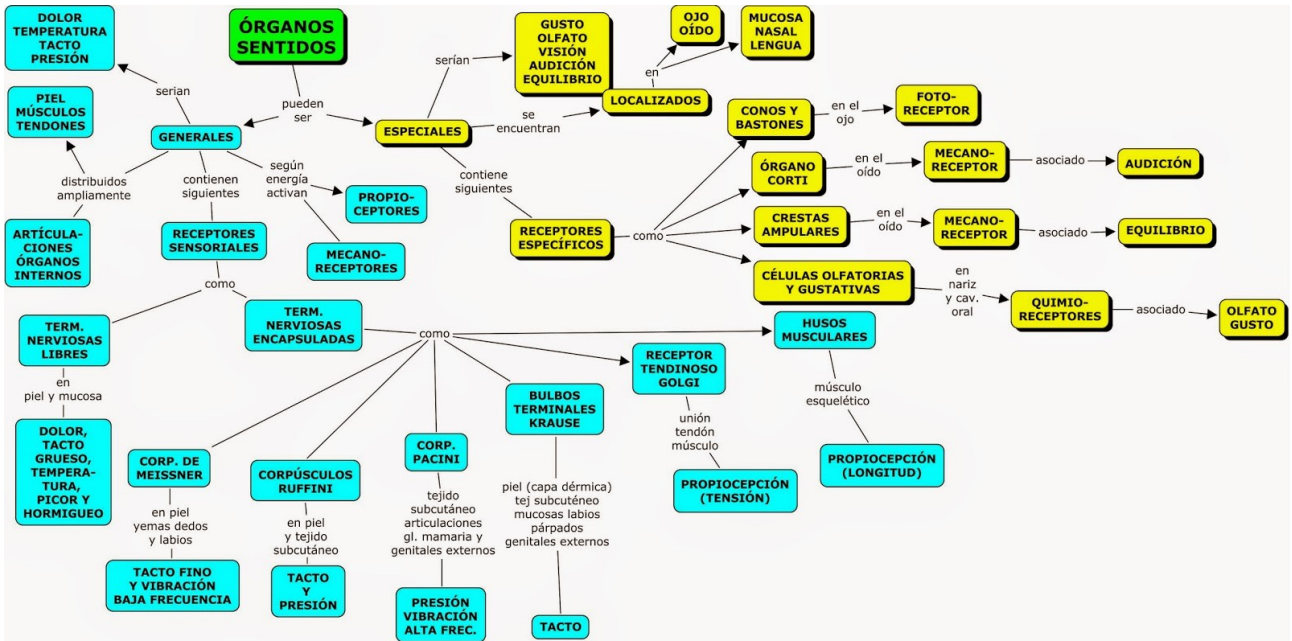 DOLOR
TEMPERATURA
TACTO
PRESIÓN
ÓRGANOS
SENTIDOS
GUSTO
OLFATO
VISIÓN
AUDICIÓN
EQUILIBRIO
OJO
OÍDO
MUCOSA
NASAL
LENGUA
serían
en
serian
PIEL
MÚSCULOS
TENDONES
pueden
ser
LOCALIZADOS
GENERALES
ESPECIALES
se
encuentran
CONOS Y
BASTONES
en el
ojo
FOTO-
RECEPTOR
distribuidos
ampliamente
contienen
siguientes
según
energía
activan
contiene
siguientes
ÓRGANO
CORTI
en el
oído
MECANO-
RECEPTOR
asociado
AUDICIÓN
PROPIO-
CEPTORES
ARTÍCULA-
CIONES
ÓRGANOS
INTERNOS
RECEPTORES
SENSORIALES
MECANO-
RECEPTORES
RECEPTORES
ESPECÍFICOS
como
CRESTAS
AMPULARES
en el
oído
MECANO-
RECEPTOR
asociado
EQUILIBRIO
CÉLULAS OLFATORIAS
Y GUSTATIVAS
en
nariz
y cav.
oral
QUIMIO-
RECEPTORES
asociado
OLFATO
GUSTO
como
TERM.
NERVIOSAS
LIBRES
TERM.
NERVIOSAS
ENCAPSULADAS
como
HUSOS
MUSCULARES
RECEPTOR
TENDINOSO
GOLGI
en
piel y mucosa
BULBOS
TERMINALES
KRAUSE
músculo
esquelético
unión
tendón
músculo
DOLOR,
TACTO
GRUESO,
TEMPERA-
TURA,
PICOR Y
HORMIGUEO
CORP. DE
MEISSNER
CORPÚSCULOS
RUFFINI
CORP.
PACINI
PROPIOCEPCIÓN
(TENSIÓN)
PROPIOCEPCIÓN
(LONGITUD)
en piel
yemas dedos
y labios
en piel
y tejido
subcutáneo
tejido
subcutáneo
articulaciones
gl. mamaria y
genitales externos
piel (capa dérmica)
tej subcuténeo
mucosas labios
párpados
genitales externos
TACTO FINO
Y VIBRACIÓN
BAJA FRECUENCIA
TACTO
Y
PRESIÓN
PRESIÓN
VIBRACIÓN
ALTA FREC.
TACTO